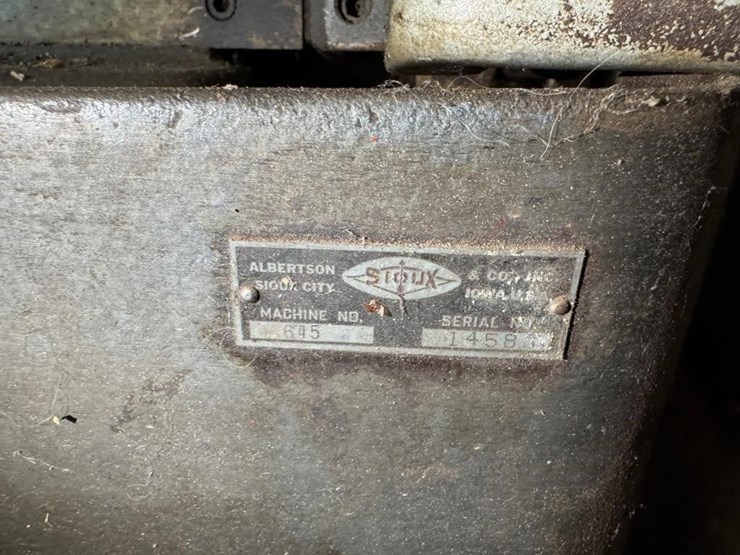 ALBERTSON SIOUX & CO., INC.
SIOUX CITY IOWA, U.S.
MACHINE NO. SERIAL NO.
645 1458